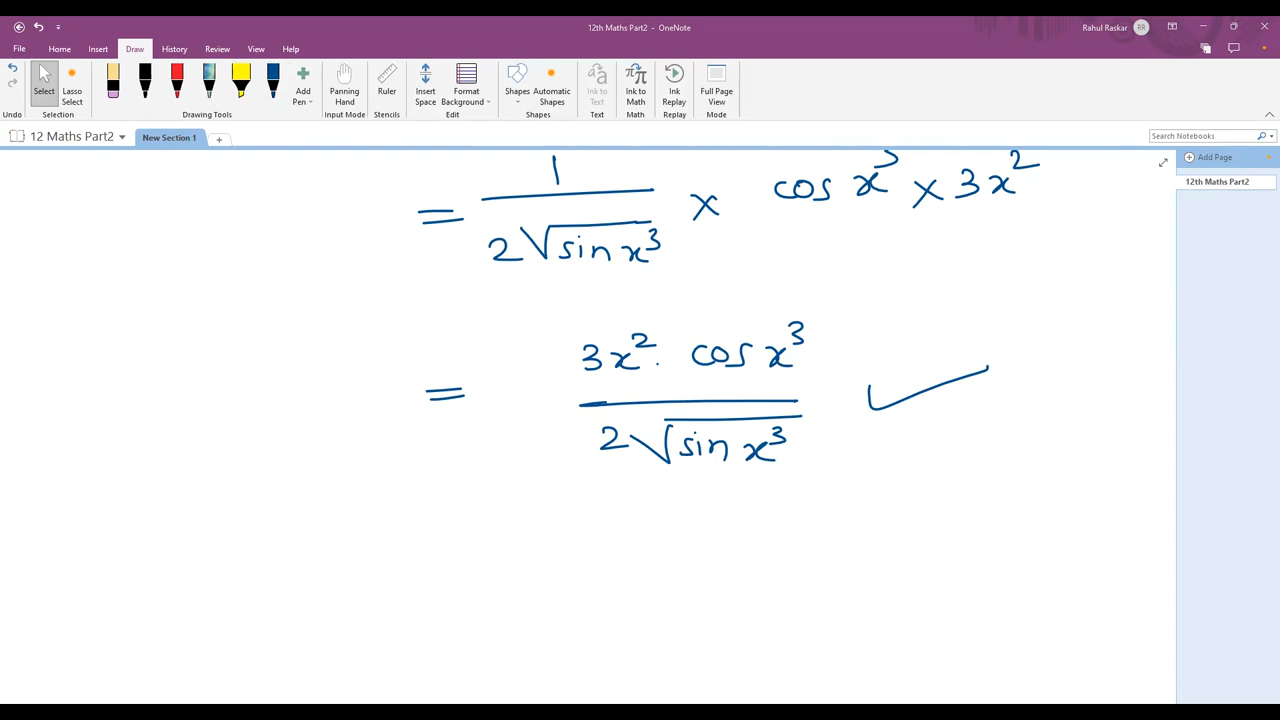 12th Maths Part2 - OneNote
Rahul Raskar RR
File Home Insert Draw History Review View Help
Undo
Select
Lasso Select
Add Pen
Panning Hand
Ruler
Insert Space
Format Background
Shapes
Automatic Shapes
Ink to Text
Ink to Math
Ink Replay
Full Page View
Undo Selection Drawing Tools Input Mode Stencils Edit Shapes Text Math Replay Mode
12 Maths Part2 New Section 1 + Search Notebooks
Add Page
12th Maths Part2
= 1 / 2√sin x³ × cos x³ × 3x²
= 3x² . cos x³ / 2√sin x³